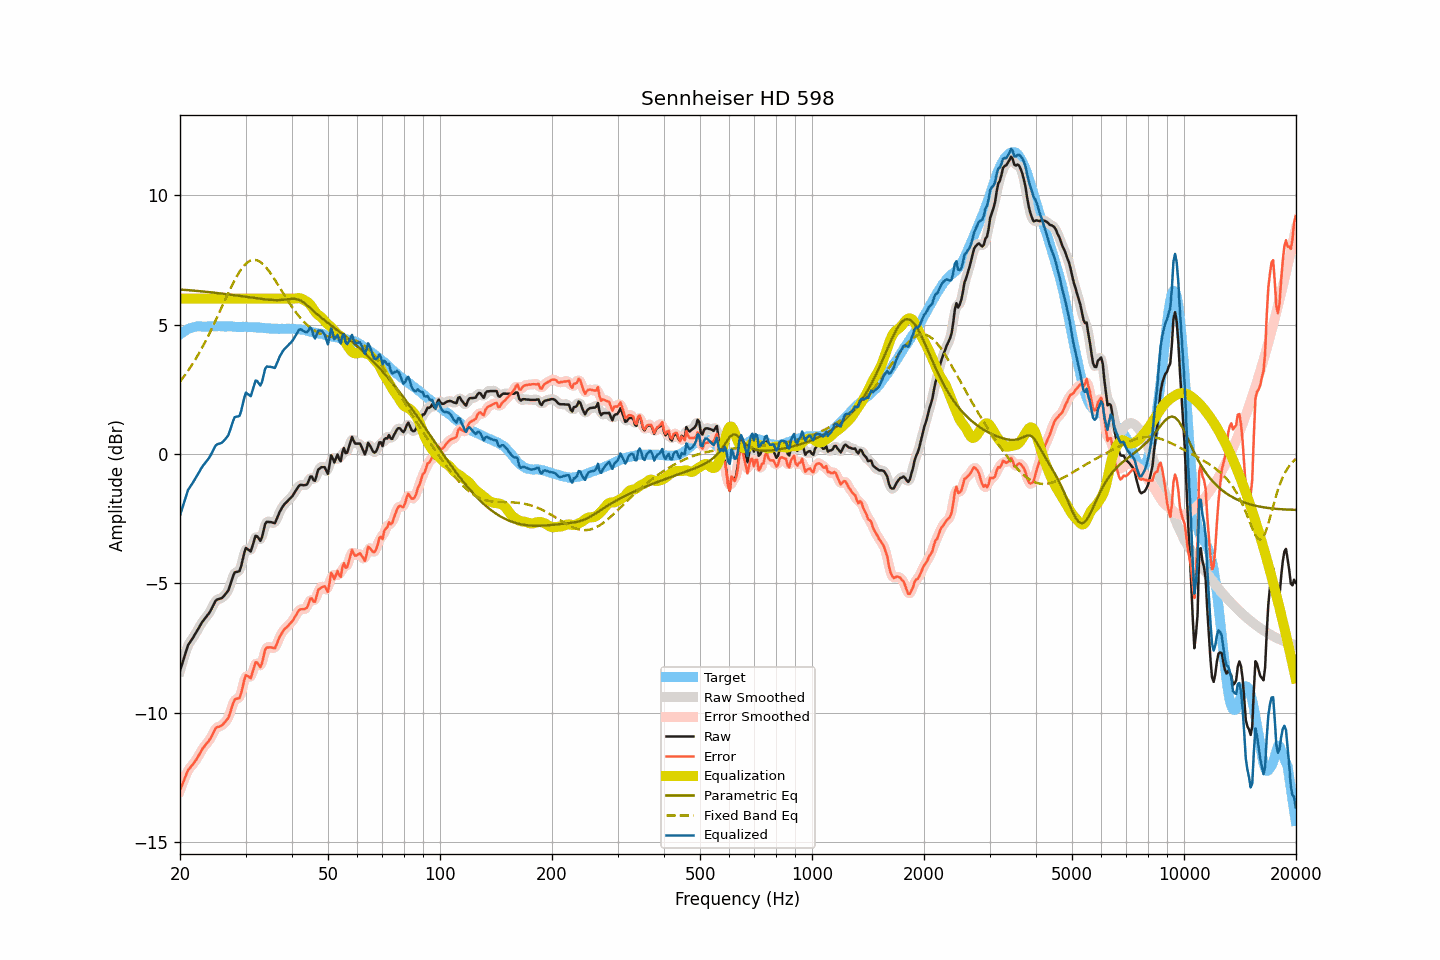 Sennheiser HD 598
Amplitude (dBr)
10
5
0
−5
−10
−15
Target
Raw Smoothed
Error Smoothed
Raw
Error
Equalization
Parametric Eq
Fixed Band Eq
Equalized
20 50 100 200 500 1000 2000 5000 10000 20000
Frequency (Hz)